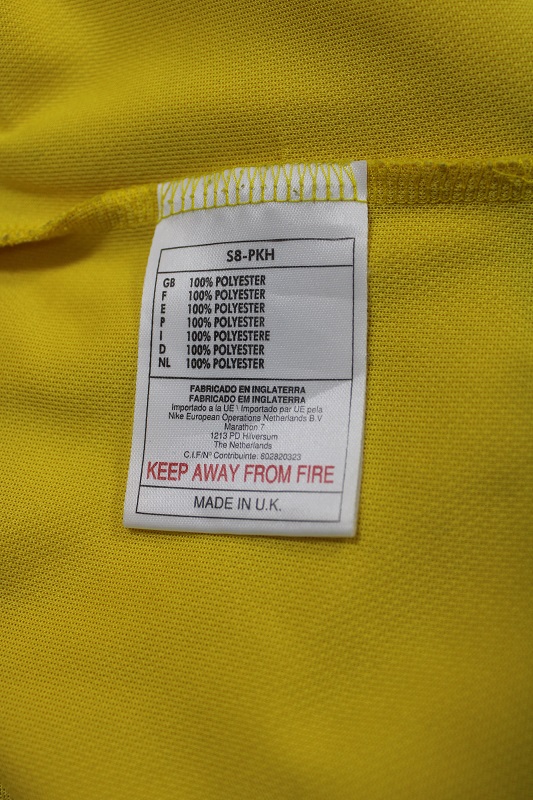 S8-PKH
GB 100% POLYESTER
F 100% POLYESTER
E 100% POLYESTER
P 100% POLYESTER
I 100% POLYESTERE
D 100% POLYESTER
NL 100% POLYESTER
FABRICADO EN INGLATERRA
FABRICADO EM INGLATERRA
Importado a la UE \ Importado par UE pela
Nike European Operations Netherlands B.V
Marathon 7
1213 PD Hilversum
The Netherlands
C.I.F/Nº Contribuinte: 802820323
KEEP AWAY FROM FIRE
MADE IN U.K.